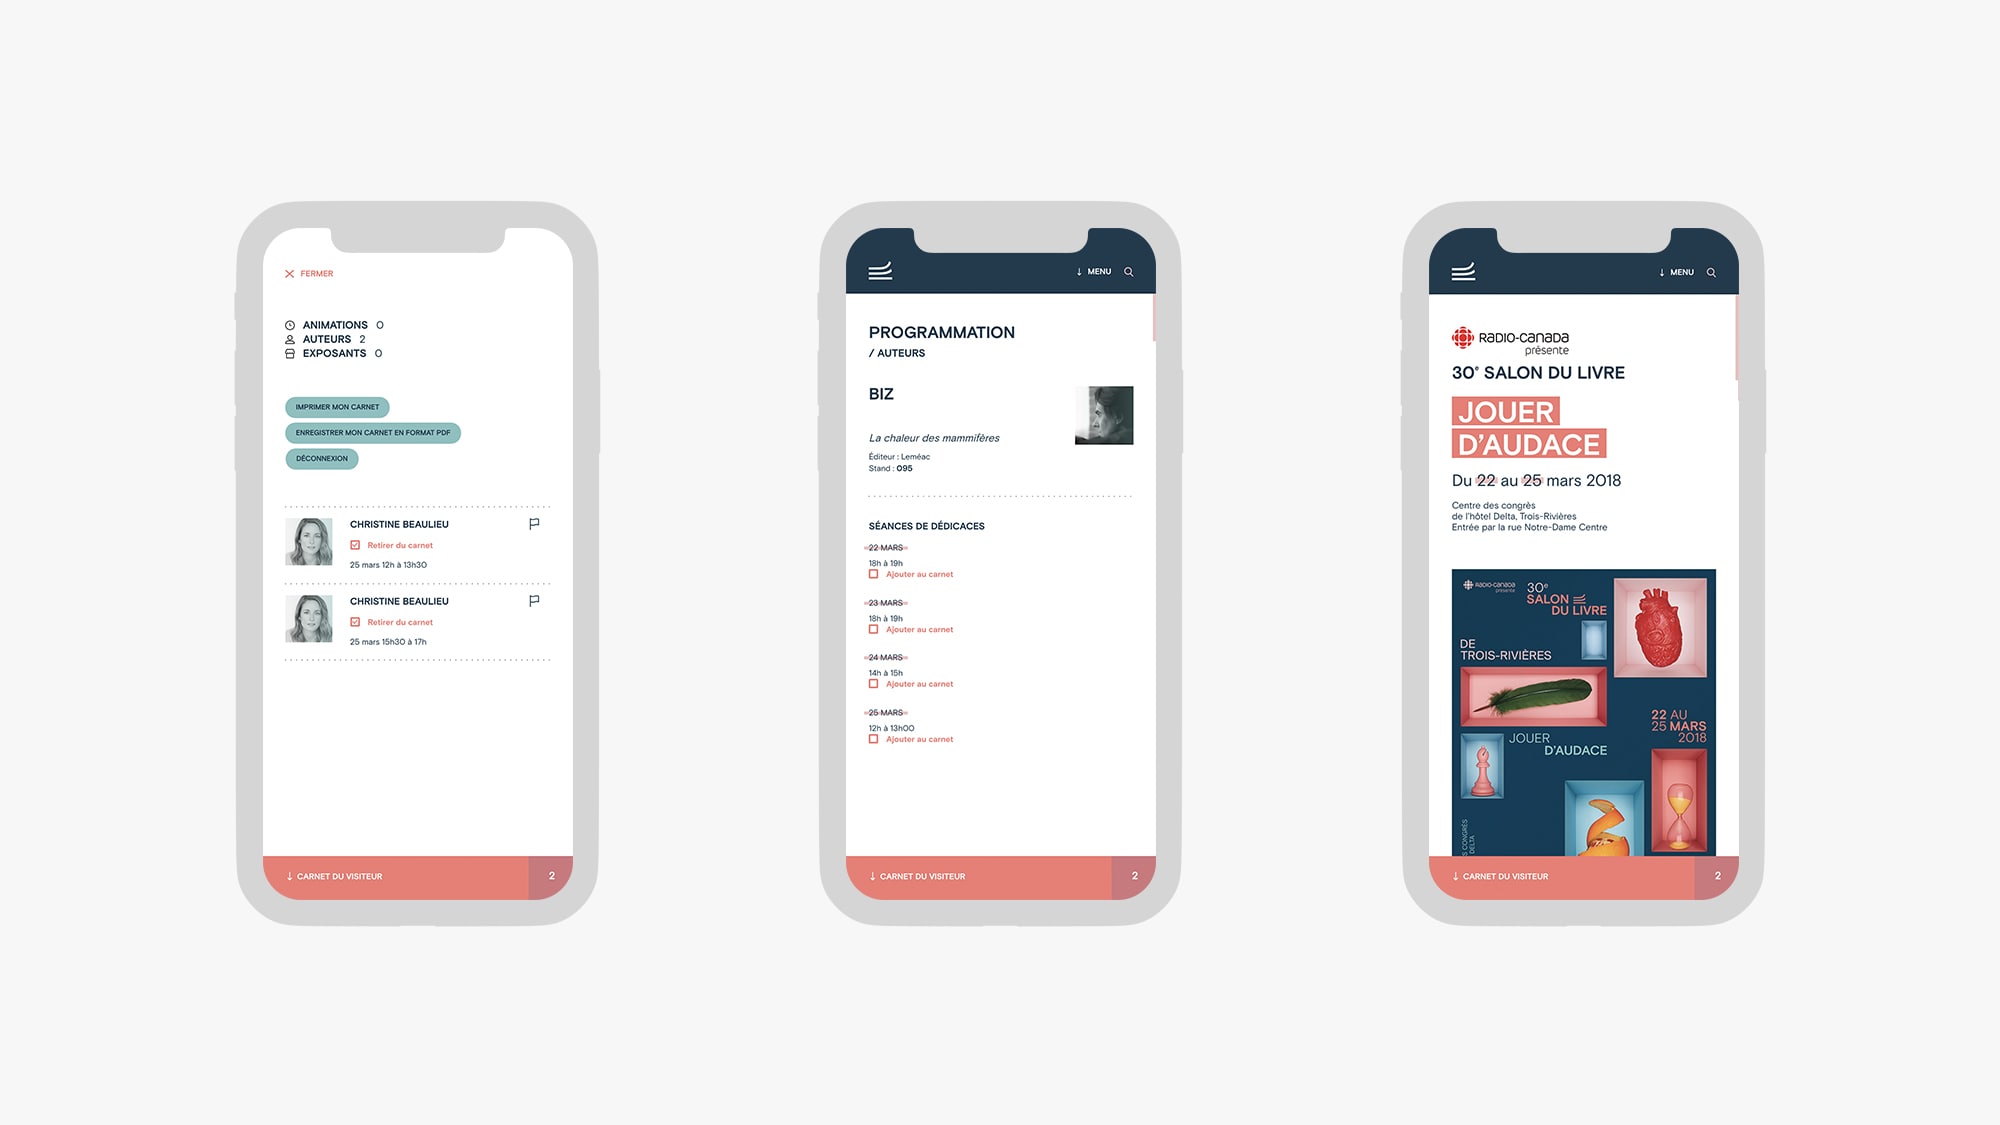 FERMER
ANIMATIONS 0
AUTEURS 2
EXPOSANTS 0
IMPRIMER MON CARNET
ENREGISTRER MON CARNET EN FORMAT PDF
DÉCONNEXION
CHRISTINE BEAULIEU
Retirer du carnet
25 mars 12h à 13h30
CHRISTINE BEAULIEU
Retirer du carnet
25 mars 15h30 à 17h
↓ CARNET DU VISITEUR 2
↓ MENU
PROGRAMMATION
/ AUTEURS
BIZ
La chaleur des mammifères
Éditeur : Leméac
Stand : 095
SÉANCES DE DÉDICACES
22 MARS
18h à 19h
Ajouter au carnet
23 MARS
18h à 19h
Ajouter au carnet
24 MARS
14h à 15h
Ajouter au carnet
25 MARS
12h à 13h00
Ajouter au carnet
↓ CARNET DU VISITEUR 2
↓ MENU
RADIO-CANADA
présente
30e SALON DU LIVRE
JOUER
D'AUDACE
Du 22 au 25 mars 2018
Centre des congrès
de l'hôtel Delta, Trois-Rivières
Entrée par la rue Notre-Dame Centre
RADIO-CANADA
présente
30e
SALON
DU LIVRE
DE
TROIS-RIVIÈRES
22 AU
25 MARS
2018
JOUER
D'AUDACE
S CONGRÈS
DELTA
↓ CARNET DU VISITEUR 2